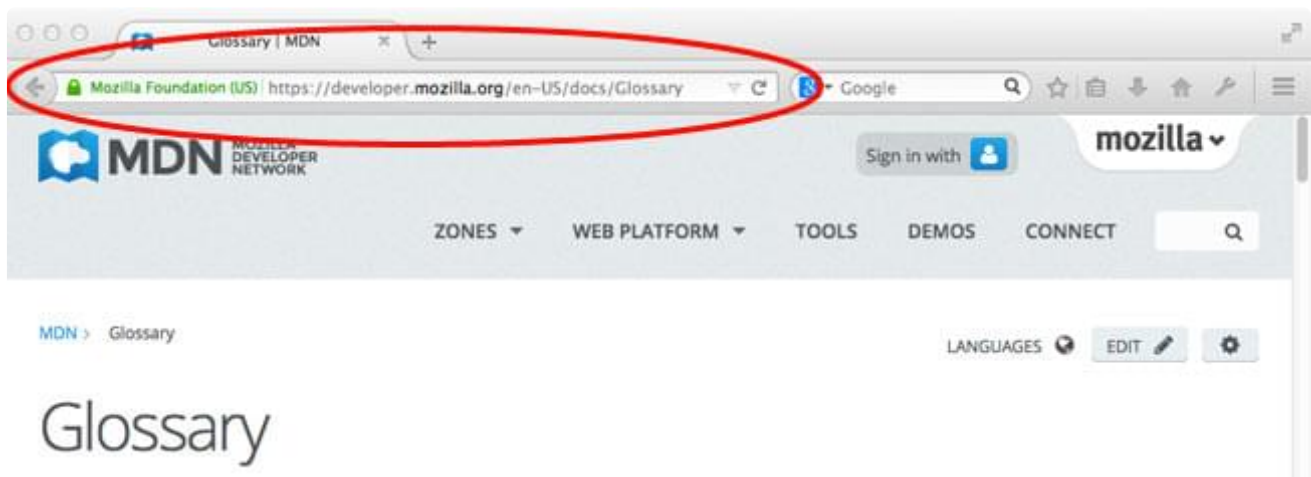 Glossary | MDN
Mozilla Foundation (US) https://developer.mozilla.org/en-US/docs/Glossary Google
MDN MOZILLA DEVELOPER NETWORK Sign in with mozilla
ZONES WEB PLATFORM TOOLS DEMOS CONNECT
MDN > Glossary LANGUAGES EDIT
Glossary